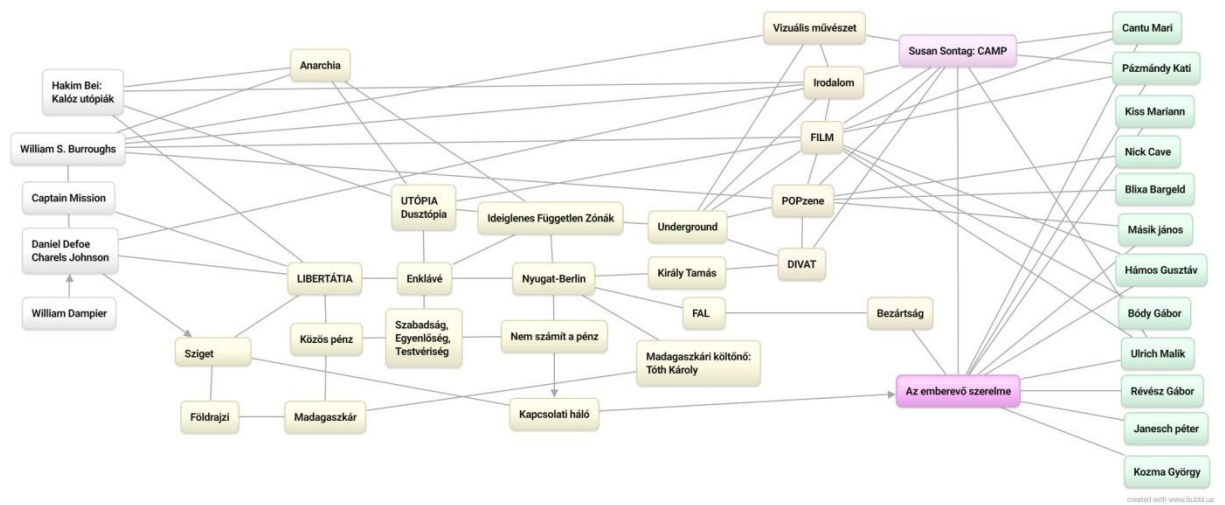 Vizuális művészet
Cantu Mari
Susan Sontag: CAMP
Anarchia
Pázmándy Kati
Hakim Bei:
Kalóz utópiák
Irodalom
Kiss Mariann
FILM
William S. Burroughs
Nick Cave
Blixa Bargeld
Captain Mission
UTÓPIA
Dusztópia
Ideiglenes Független Zónák
POPzene
Underground
Másik jános
Daniel Defoe
Charels Johnson
DIVAT
Hámos Gusztáv
LIBERTÁTIA
Enklávé
Nyugat-Berlin
Király Tamás
William Dampier
FAL
Bezártság
Bódy Gábor
Közös pénz
Szabadság,
Egyenlőség,
Testvériség
Nem számít a pénz
Sziget
Madagaszkári költőnő:
Tóth Károly
Ulrich Malik
Az emberevő szerelme
Révész Gábor
Földrajzi
Madagaszkár
Kapcsolati háló
Janesch péter
Kozma György
created with www.bubbl.us